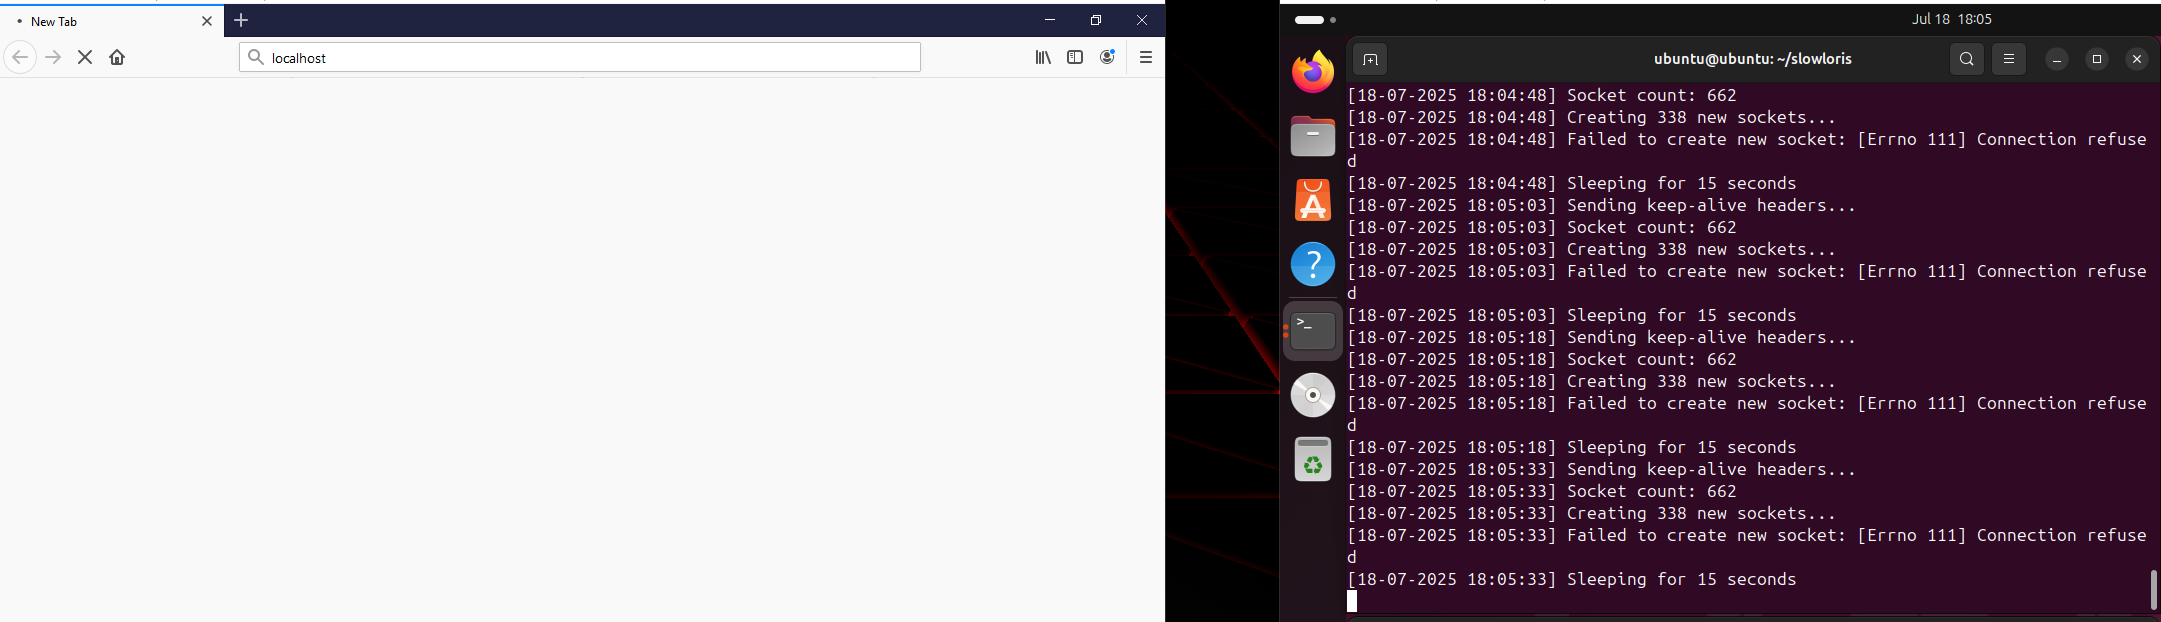 New Tab
localhost
Jul 18 18:05
ubuntu@ubuntu: ~/slowloris
[18-07-2025 18:04:48] Socket count: 662
[18-07-2025 18:04:48] Creating 338 new sockets...
[18-07-2025 18:04:48] Failed to create new socket: [Errno 111] Connection refuse
d
[18-07-2025 18:04:48] Sleeping for 15 seconds
[18-07-2025 18:05:03] Sending keep-alive headers...
[18-07-2025 18:05:03] Socket count: 662
[18-07-2025 18:05:03] Creating 338 new sockets...
[18-07-2025 18:05:03] Failed to create new socket: [Errno 111] Connection refuse
d
[18-07-2025 18:05:03] Sleeping for 15 seconds
[18-07-2025 18:05:18] Sending keep-alive headers...
[18-07-2025 18:05:18] Socket count: 662
[18-07-2025 18:05:18] Creating 338 new sockets...
[18-07-2025 18:05:18] Failed to create new socket: [Errno 111] Connection refuse
d
[18-07-2025 18:05:18] Sleeping for 15 seconds
[18-07-2025 18:05:33] Sending keep-alive headers...
[18-07-2025 18:05:33] Socket count: 662
[18-07-2025 18:05:33] Creating 338 new sockets...
[18-07-2025 18:05:33] Failed to create new socket: [Errno 111] Connection refuse
d
[18-07-2025 18:05:33] Sleeping for 15 seconds